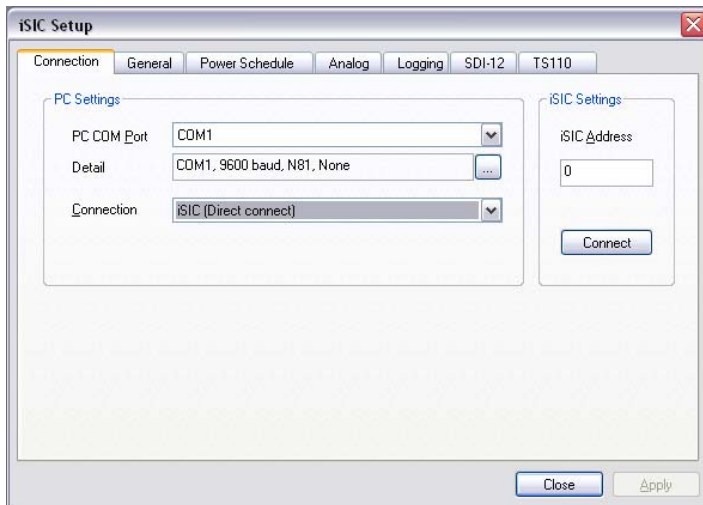 iSIC Setup
Connection General Power Schedule Analog Logging SDI-12 TS110
PC Settings
PC COM Port COM1
Detail COM1, 9600 baud, N81, None ...
Connection iSIC (Direct connect)
iSIC Settings
iSIC Address
0
Connect
Close Apply